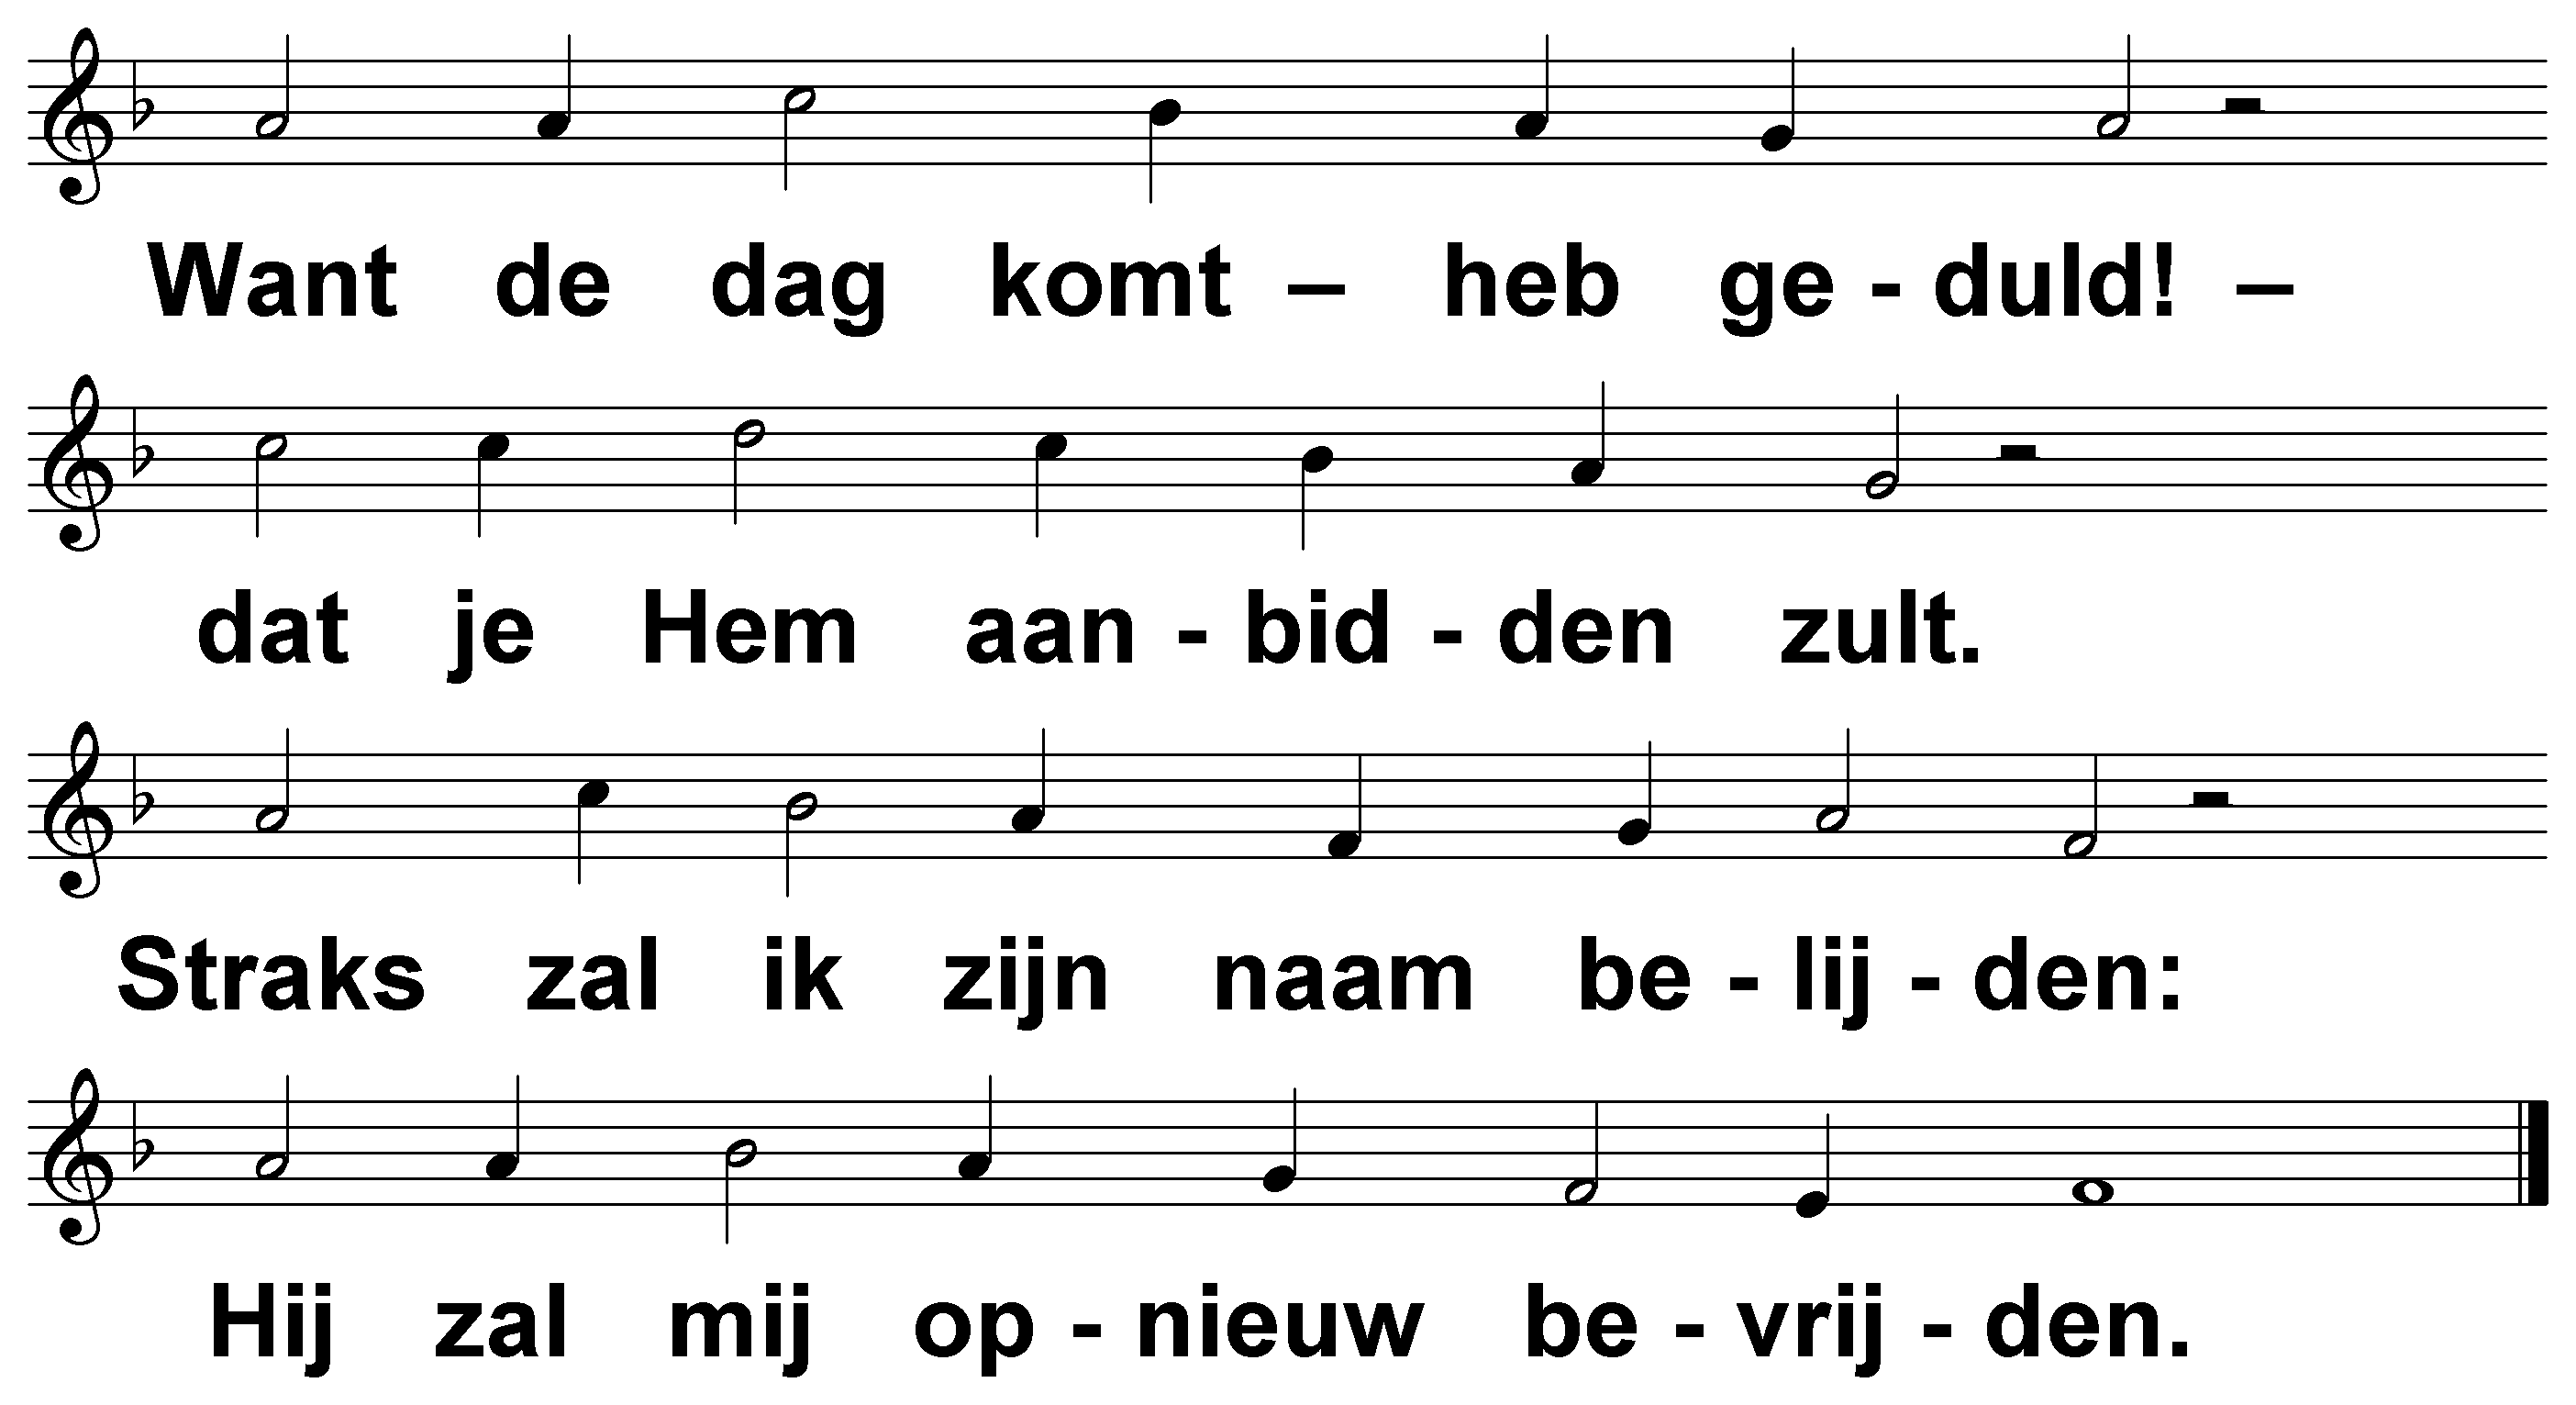 Want de dag komt – heb ge - duld! –
dat je Hem aan - bid - den zult.
Straks zal ik zijn naam be - lij - den:
Hij zal mij op - nieuw be - vrij - den.